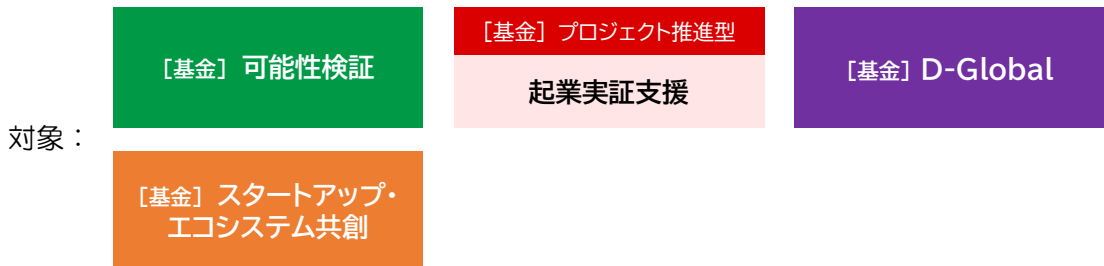 [基金] 可能性検証
[基金] プロジェクト推進型
起業実証支援
[基金] D-Global
対象：
[基金] スタートアップ・
エコシステム共創